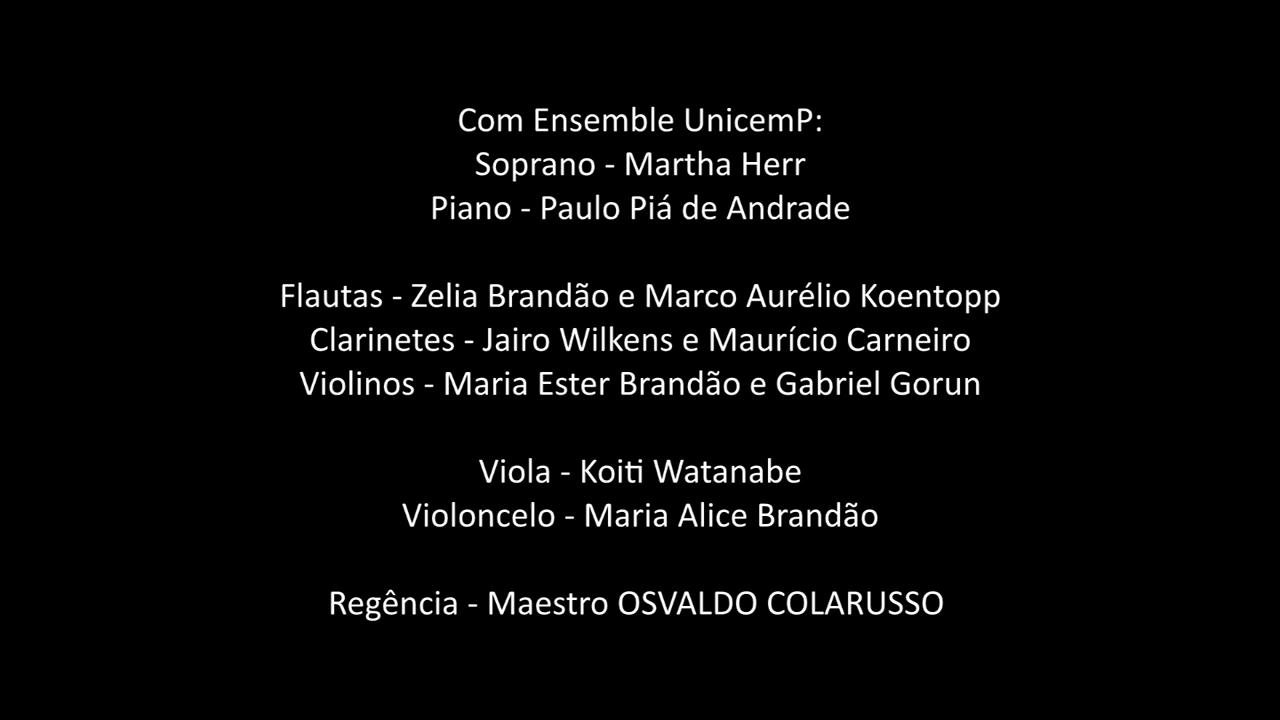 Com Ensemble UnicemP:
Soprano - Martha Herr
Piano - Paulo Piá de Andrade
Flautas - Zelia Brandão e Marco Aurélio Koentopp
Clarinetes - Jairo Wilkens e Maurício Carneiro
Violinos - Maria Ester Brandão e Gabriel Gorun
Viola - Koiti Watanabe
Violoncelo - Maria Alice Brandão
Regência - Maestro OSVALDO COLARUSSO